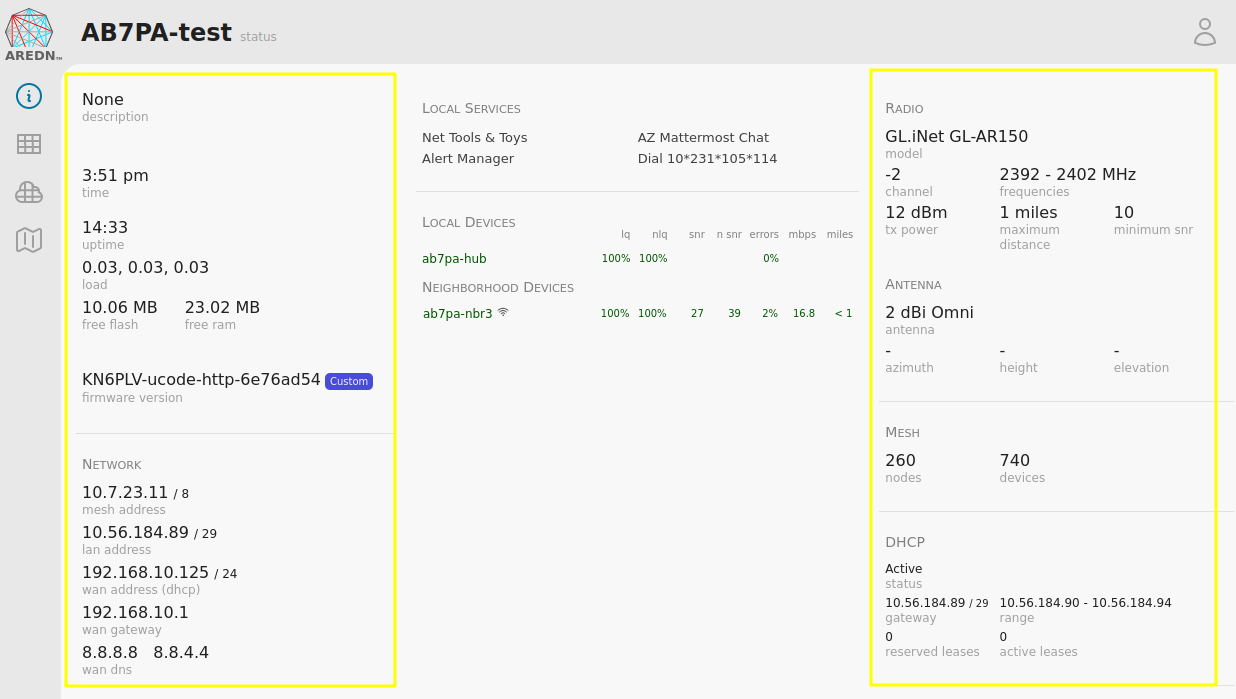 AREDN™
AB7PA-test status
None
description
3:51 pm
time
14:33
uptime
0.03, 0.03, 0.03
load
10.06 MB 23.02 MB
free flash free ram
KN6PLV-ucode-http-6e76ad54 Custom
firmware version
Network
10.7.23.11 / 8
mesh address
10.56.184.89 / 29
lan address
192.168.10.125 / 24
wan address (dhcp)
192.168.10.1
wan gateway
8.8.8.8 8.8.4.4
wan dns
Local Services
Net Tools & Toys AZ Mattermost Chat
Alert Manager Dial 10*231*105*114
Local Devices
lq nlq snr n snr errors mbps miles
ab7pa-hub 100% 100% 0%
Neighborhood Devices
ab7pa-nbr3 100% 100% 27 39 2% 16.8 < 1
Radio
GL.iNet GL-AR150
model
-2 2392 - 2402 MHz
channel frequencies
12 dBm 1 miles 10
tx power maximum minimum snr
distance
Antenna
2 dBi Omni
antenna
- - -
azimuth height elevation
Mesh
260 740
nodes devices
DHCP
Active
status
10.56.184.89 / 29 10.56.184.90 - 10.56.184.94
gateway range
0 0
reserved leases active leases